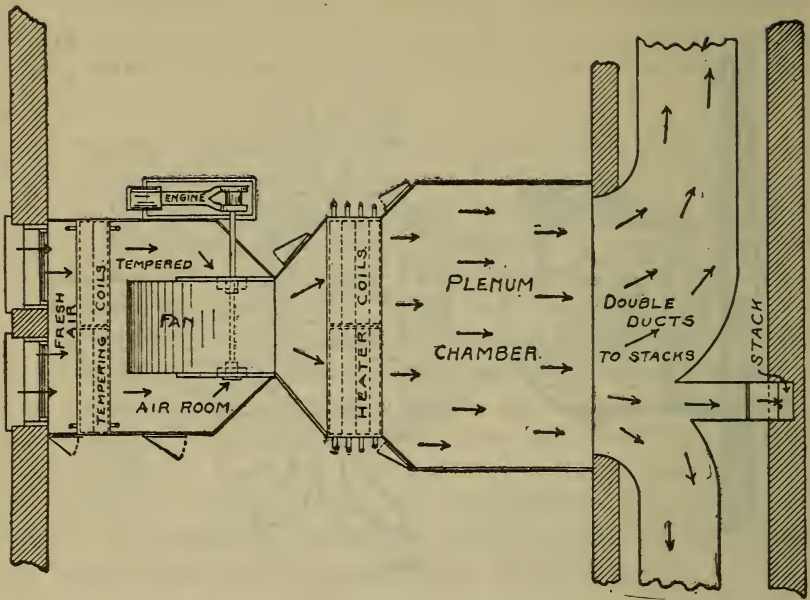 ENGINE
FRESH
AIR
TEMPERING COILS.
TEMPERED
FAN
AIR ROOM.
HEATER COILS.
PLENUM
CHAMBER.
DOUBLE
DUCTS
TO STACKS
STACK